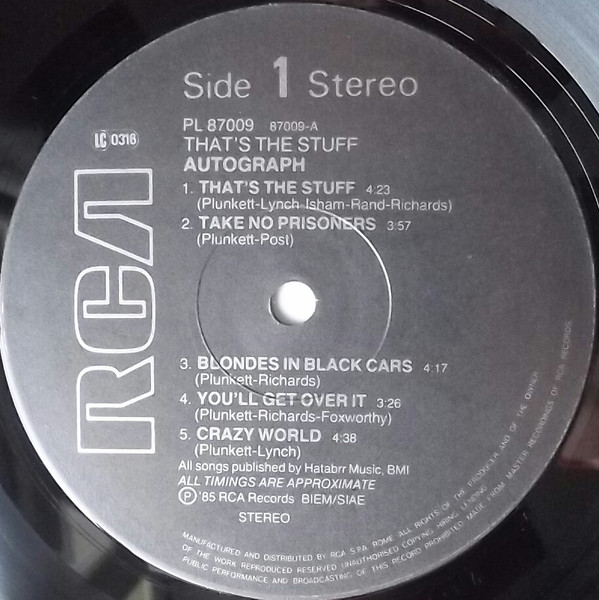 Side 1 Stereo
PL 87009 87009-A
LC 0316
THAT'S THE STUFF
AUTOGRAPH
1. THAT'S THE STUFF 4:23
(Plunkett-Lynch-Isham-Rand-Richards)
2. TAKE NO PRISONERS 3:57
(Plunkett-Post)
RCA
3. BLONDES IN BLACK CARS 4:17
(Plunkett-Richards)
4. YOU'LL GET OVER IT 3:26
(Plunkett-Richards-Foxworthy)
5. CRAZY WORLD 4:38
(Plunkett-Lynch)
All songs published by Hatabrr Music, BMI
ALL TIMINGS ARE APPROXIMATE
Ⓟ '85 RCA Records BIEM/SIAE
STEREO
MANUFACTURED AND DISTRIBUTED BY RCA S.P.A. ROME. ALL RIGHTS OF THE PRODUCER AND OF THE OWNER
OF THE WORK REPRODUCED RESERVED UNAUTHORISED COPYING HIRING LENDING
PUBLIC PERFORMANCE AND BROADCASTING OF THIS RECORD PROHIBITED MADE FROM MASTER RECORDINGS OF RCA RECORDS